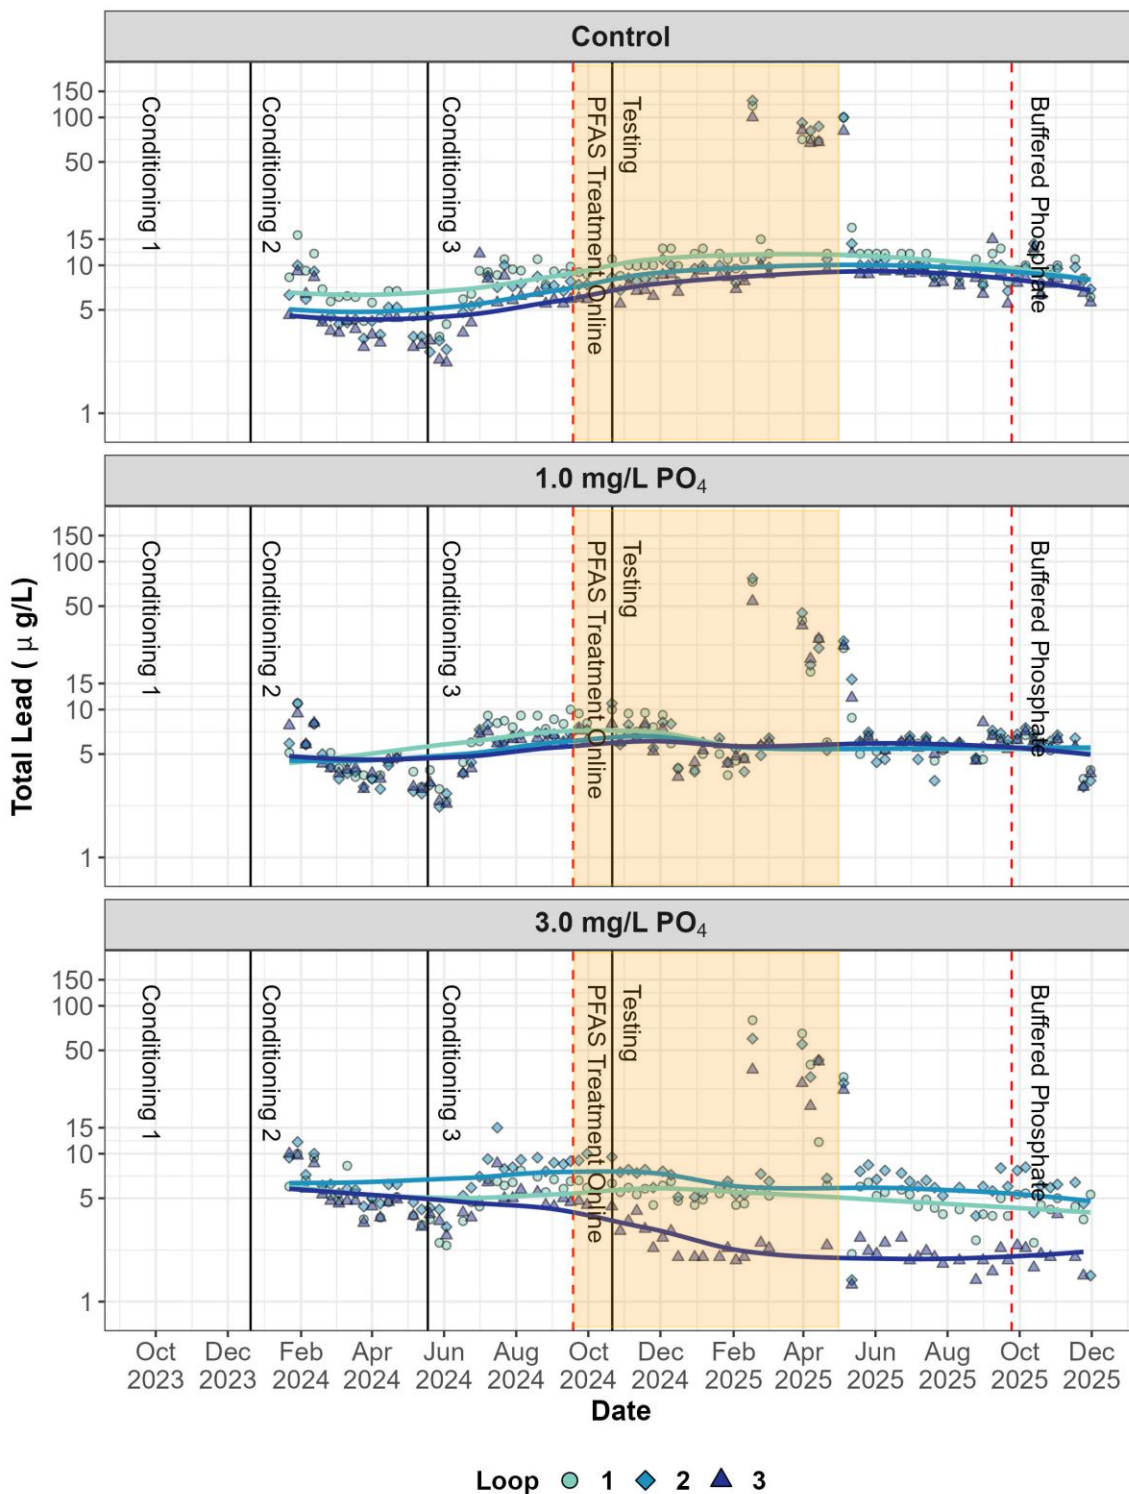 Control
150
100
50
15
10
5
1
Conditioning 1
Conditioning 2
Conditioning 3
PFAS Treatment Online
Testing
Buffered Phosphate
1.0 mg/L PO₄
150
100
50
15
10
5
1
Conditioning 1
Conditioning 2
Conditioning 3
PFAS Treatment Online
Testing
Buffered Phosphate
Total Lead ( μ g/L)
3.0 mg/L PO₄
150
100
50
15
10
5
1
Conditioning 1
Conditioning 2
Conditioning 3
PFAS Treatment Online
Testing
Buffered Phosphate
Oct Dec Feb Apr Jun Aug Oct Dec Feb Apr Jun Aug Oct Dec
2023 2023 2024 2024 2024 2024 2024 2024 2025 2025 2025 2025 2025 2025
Date
Loop 1 2 3